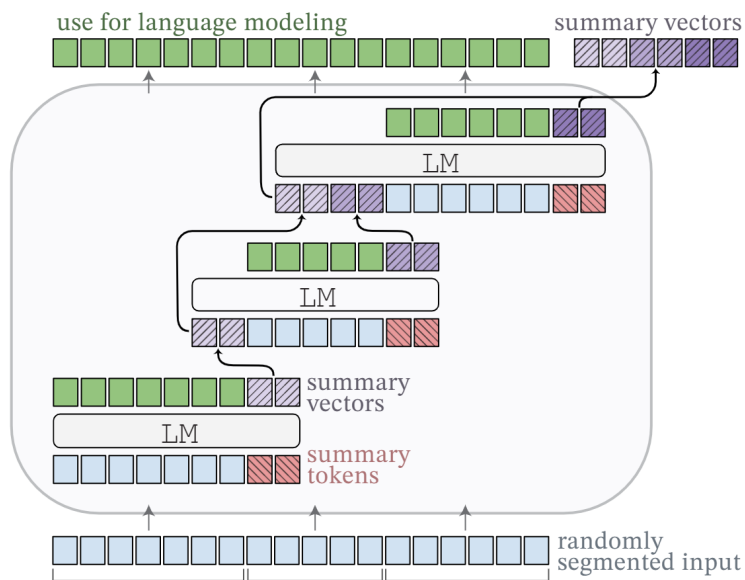 use for language modeling
summary vectors
LM
LM
summary
vectors
LM
summary
tokens
randomly
segmented input